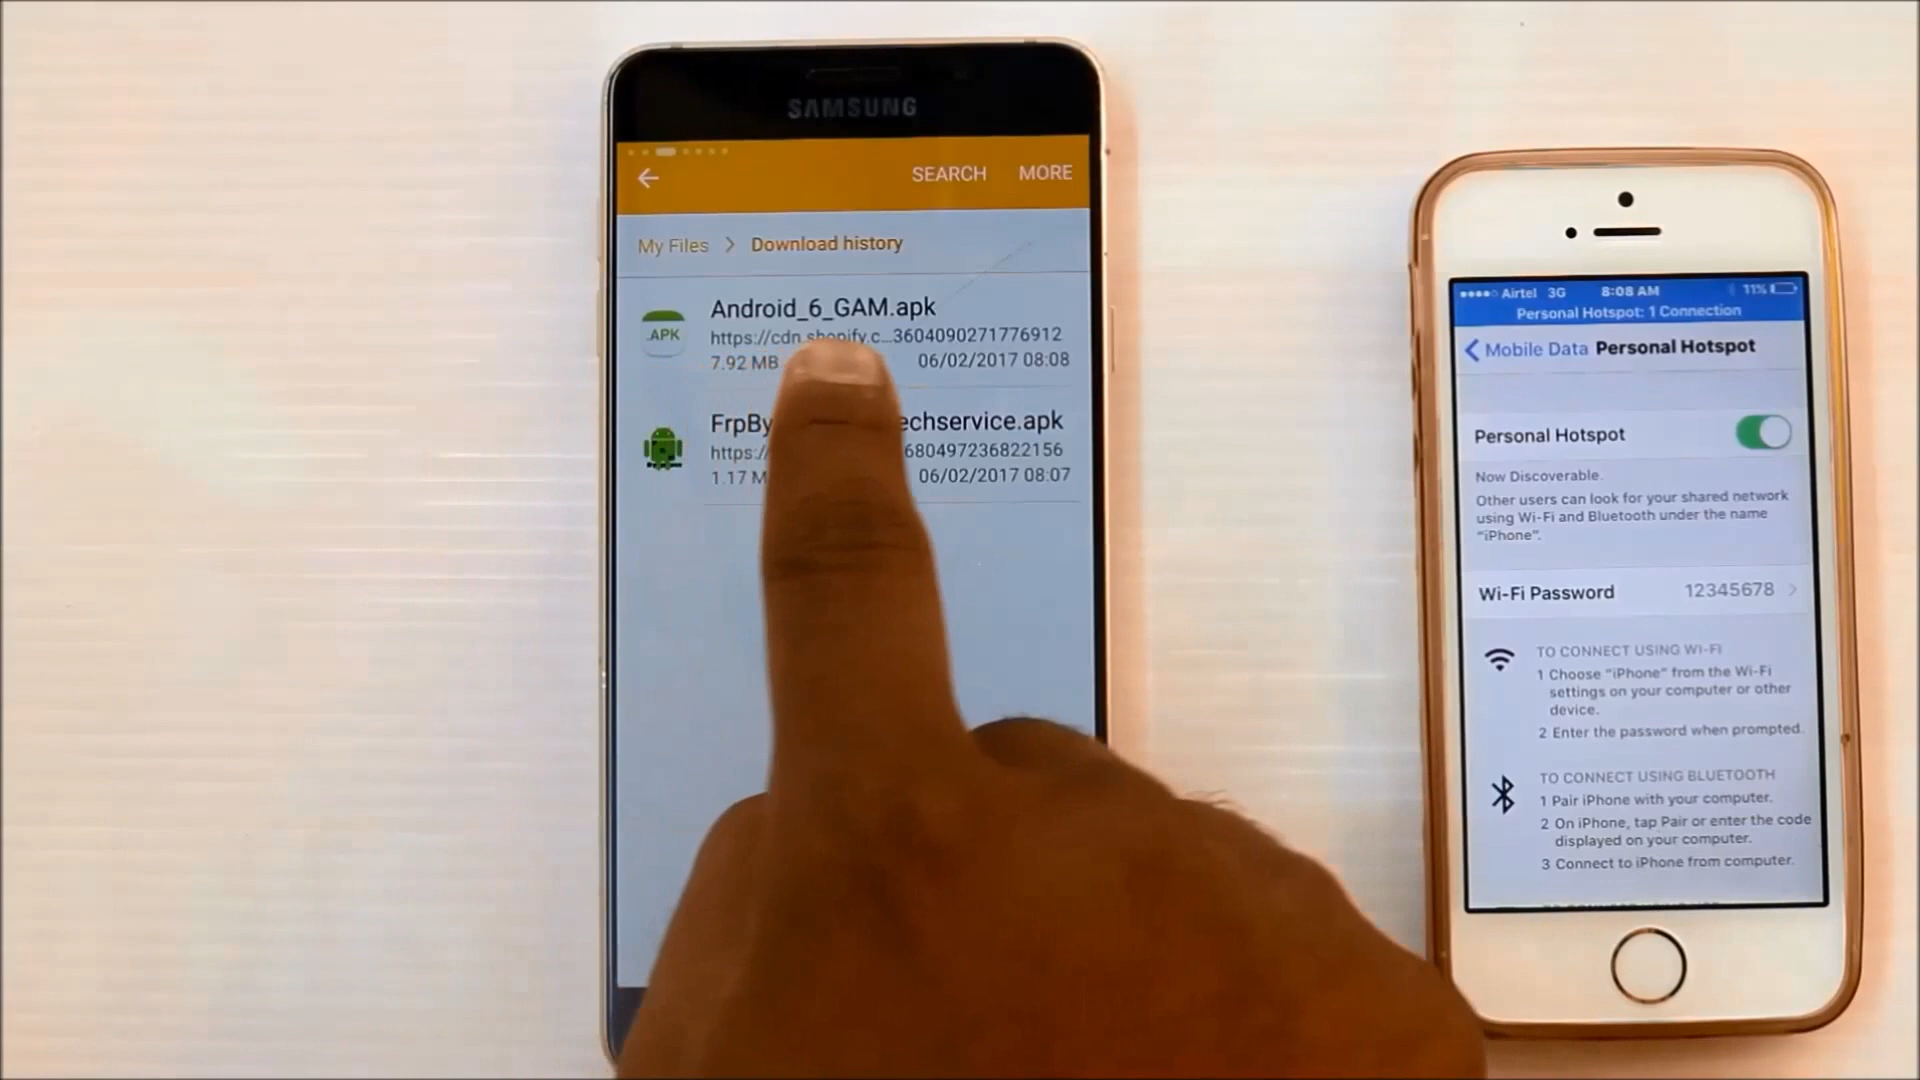 SAMSUNG
SEARCH MORE
My Files > Download history
Android_6_GAM.apk
.APK
https://cdn.shopify.c...3604090271776912
7.92 MB 06/02/2017 08:08
FrpBy echservice.apk
https:/ 680497236822156
1.17 M 06/02/2017 08:07
Airtel 3G 8:08 AM 11%
Personal Hotspot: 1 Connection
Mobile Data Personal Hotspot
Personal Hotspot
Now Discoverable.
Other users can look for your shared network
using Wi-Fi and Bluetooth under the name
"iPhone".
Wi-Fi Password 12345678
TO CONNECT USING WI-FI
1 Choose "iPhone" from the Wi-Fi
settings on your computer or other
device.
2 Enter the password when prompted.
TO CONNECT USING BLUETOOTH
1 Pair iPhone with your computer.
2 On iPhone, tap Pair or enter the code
displayed on your computer.
3 Connect to iPhone from computer.